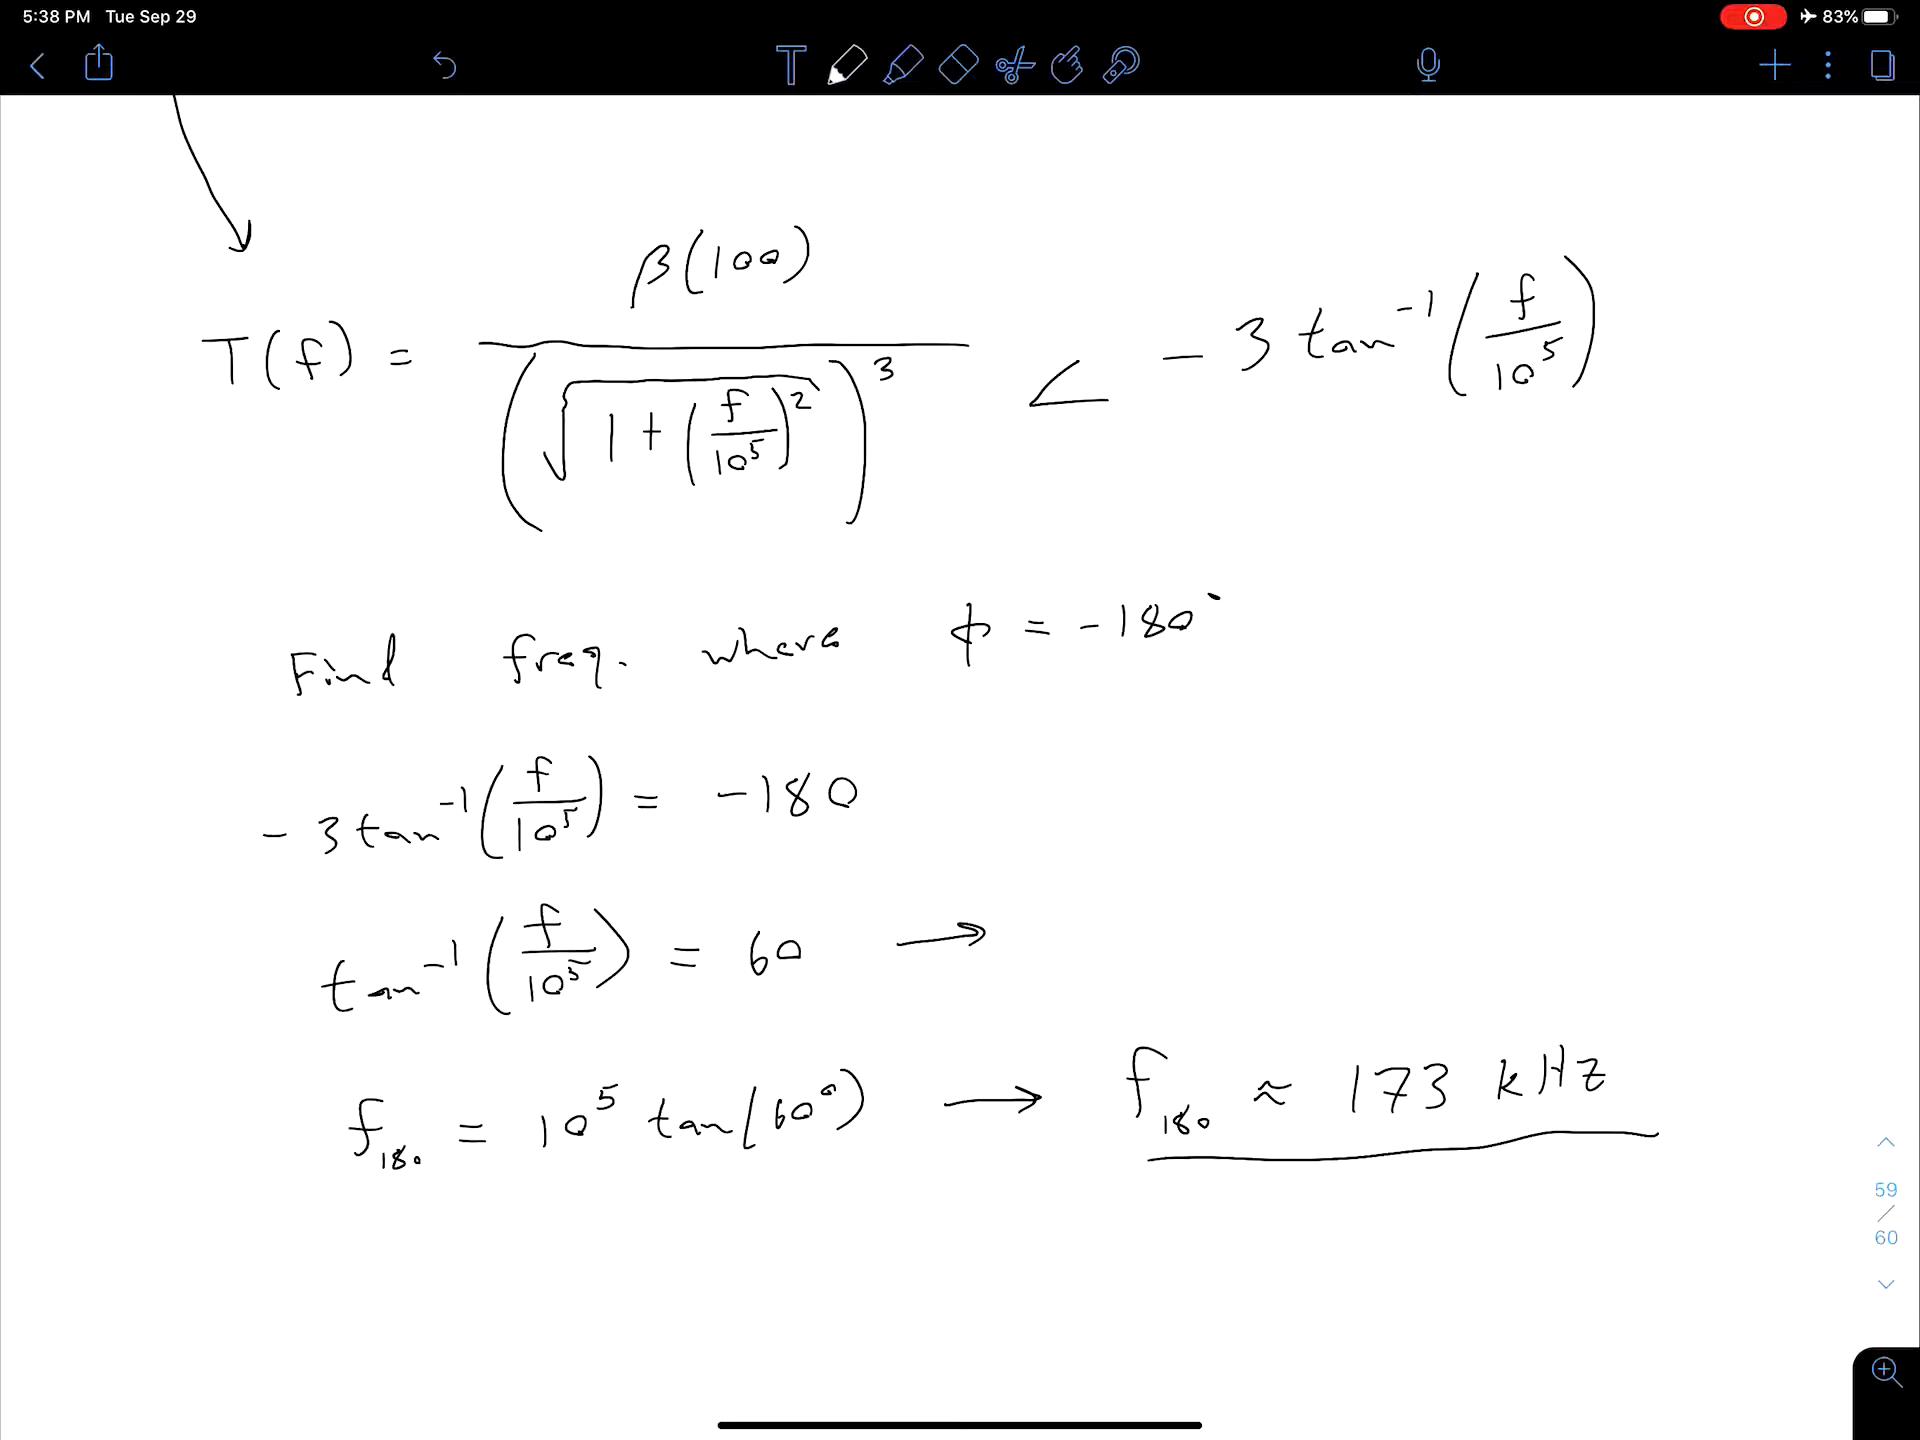 5:38 PM Tue Sep 29 83%
T
T(f) = β(100) / (√(1 + (f/10⁵)²))³ ∠ - 3 tan⁻¹(f/10⁵)
Find freq. where ϕ = -180°
- 3 tan⁻¹(f/10⁵) = -180
tan⁻¹(f/10⁵) = 60 →
f₁₈₀ = 10⁵ tan(60°) → f₁₈₀ ≈ 173 kHz
59
/
60